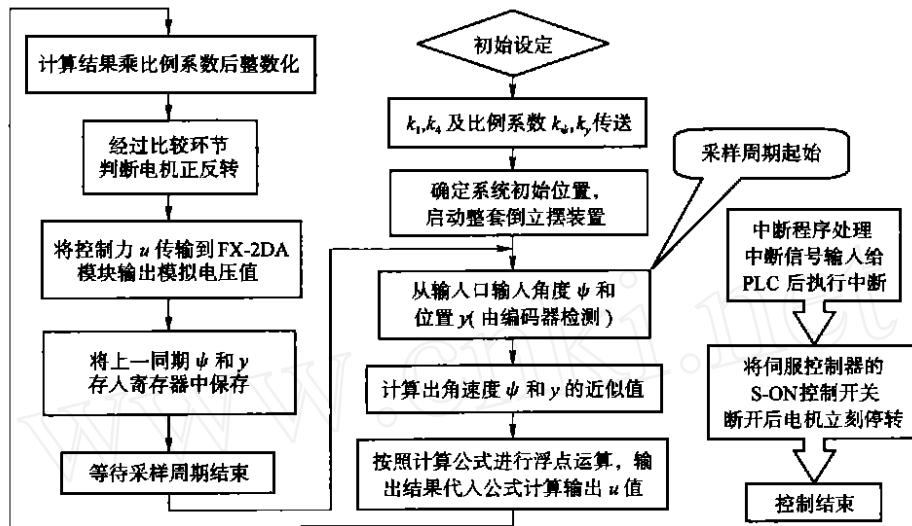 初始设定
k₁,k₄ 及比例系数 kψ,ky传送
确定系统初始位置，
启动整套倒立摆装置
采样周期起始
从输人口输人角度 ψ 和
位置 y(由编码器检测)
计算出角速度 ψ 和 y 的近似值
按照计算公式进行浮点运算，输
出结果代人公式计算输出 u 值
计算结果乘比例系数后整数化
经过比较环节
判断电机正反转
将控制力 u 传输到 FX-2DA
模块输出模拟电压值
将上一同期 ψ 和 y
存人寄存器中保存
等待采样周期结束
中断程序处理
中断信号输入给
PLC 后执行中断
将伺服控制器的
S-ON控制开关
断开后电机立刻停转
控制结束
www.cnki.net